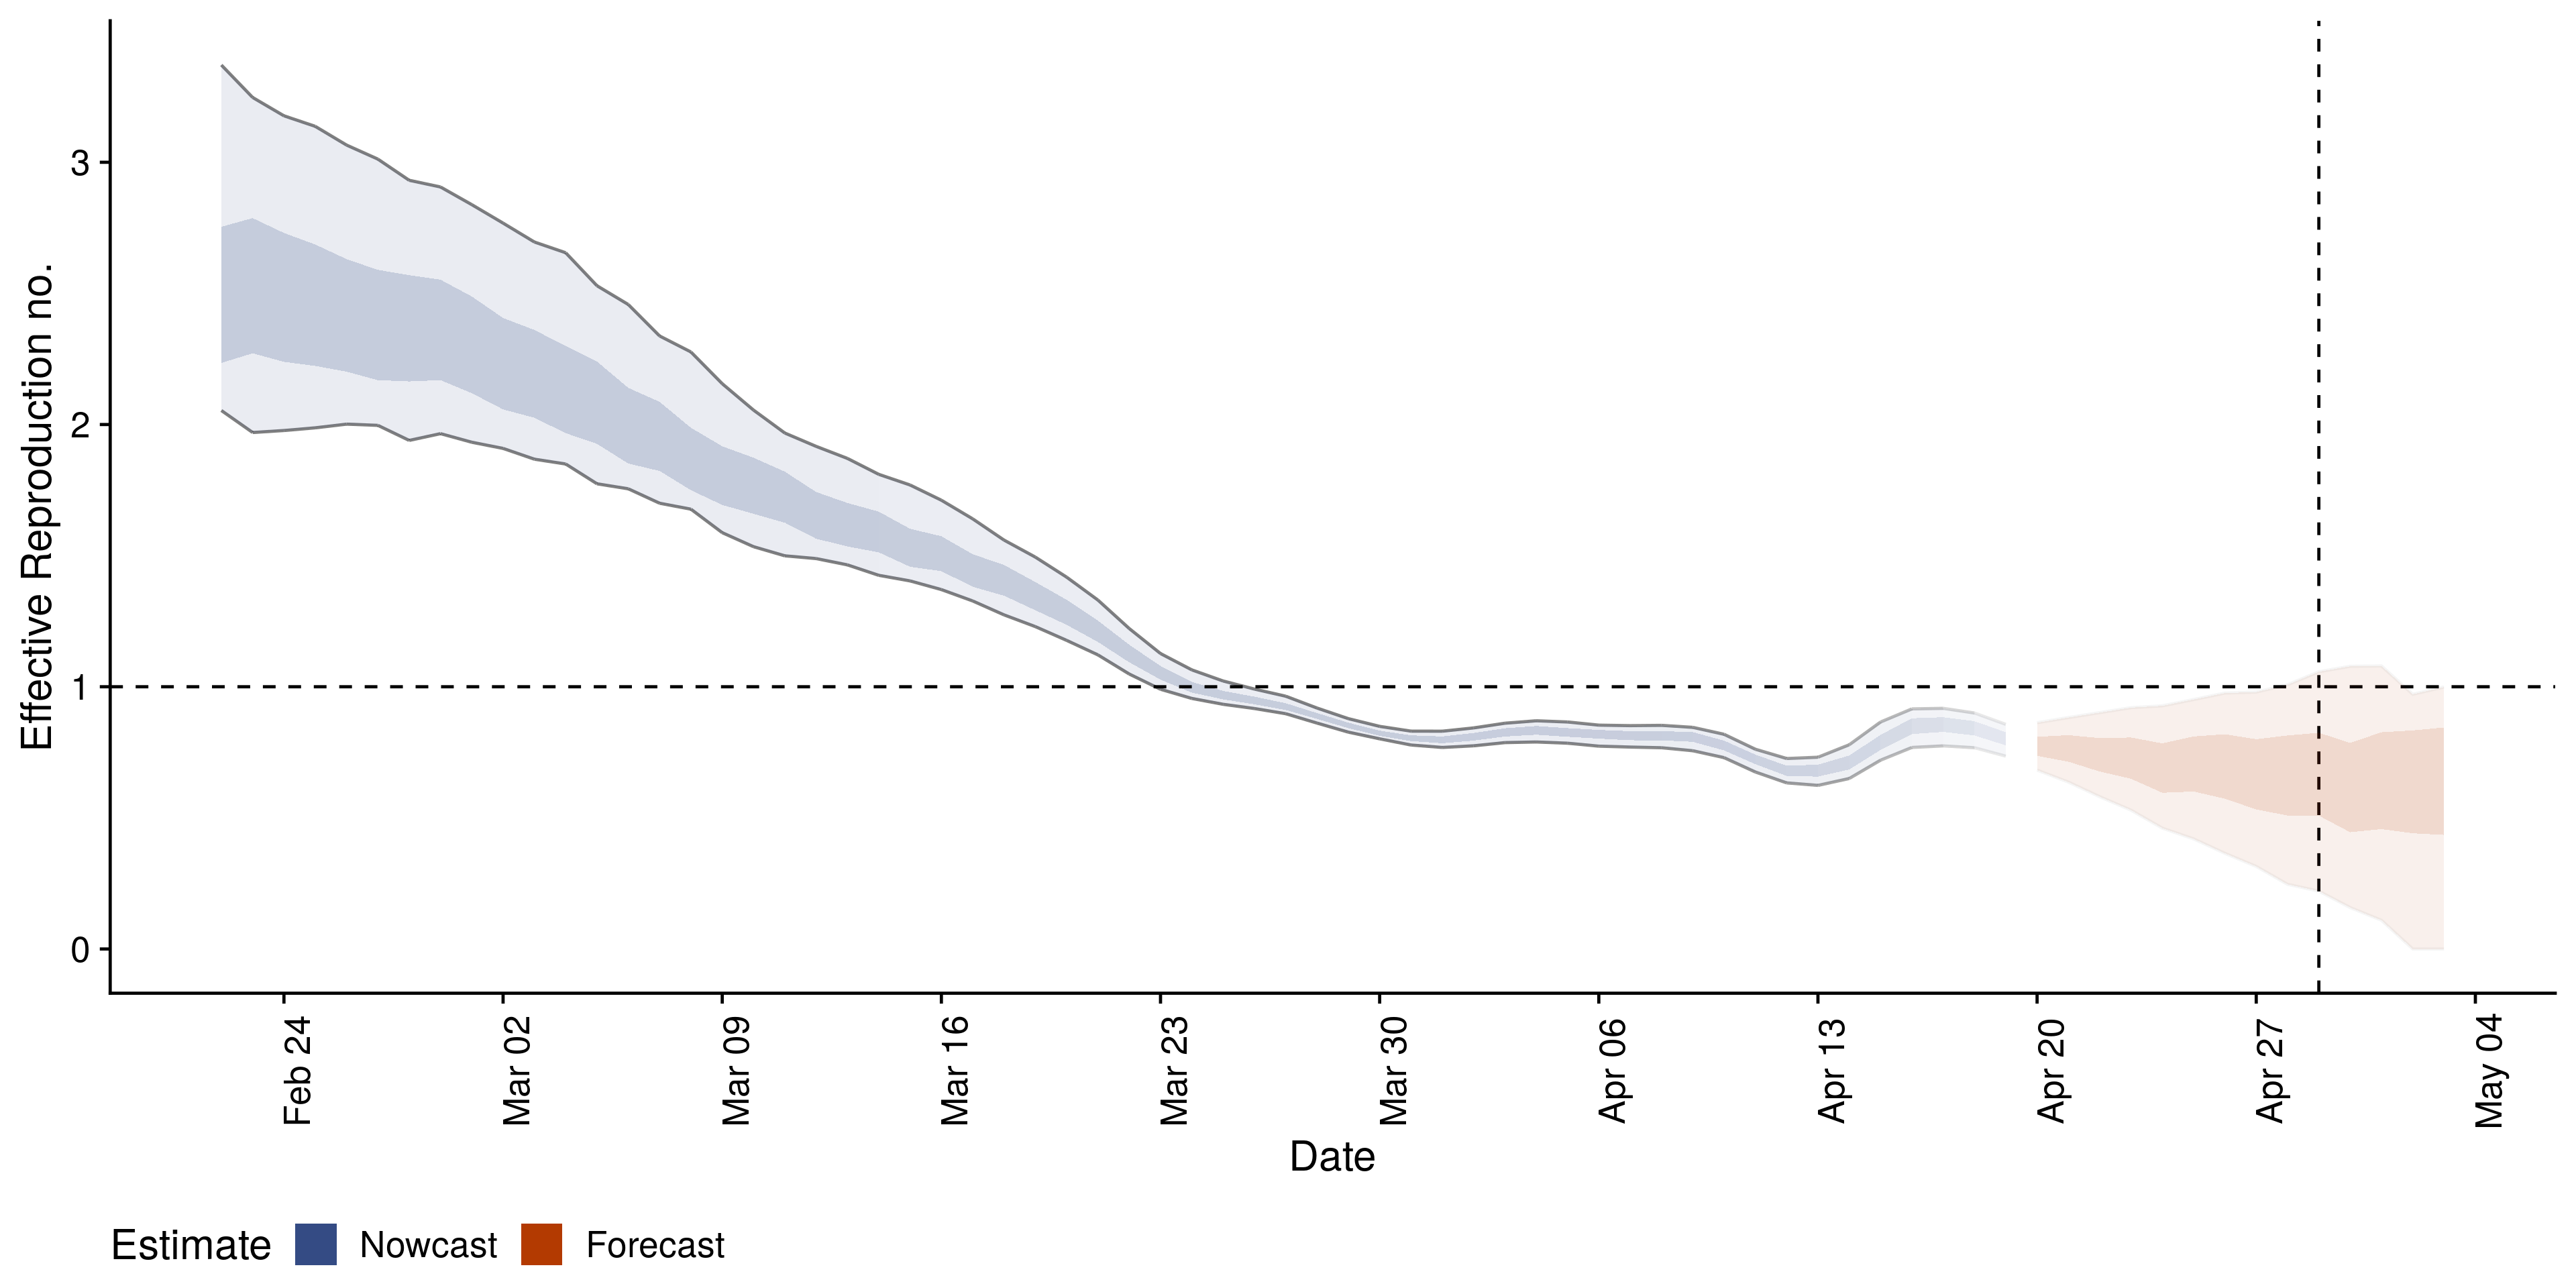 Effective Reproduction no.
3
2
1
0
Feb 24
Mar 02
Mar 09
Mar 16
Mar 23
Mar 30
Apr 06
Apr 13
Apr 20
Apr 27
May 04
Date
Estimate Nowcast Forecast